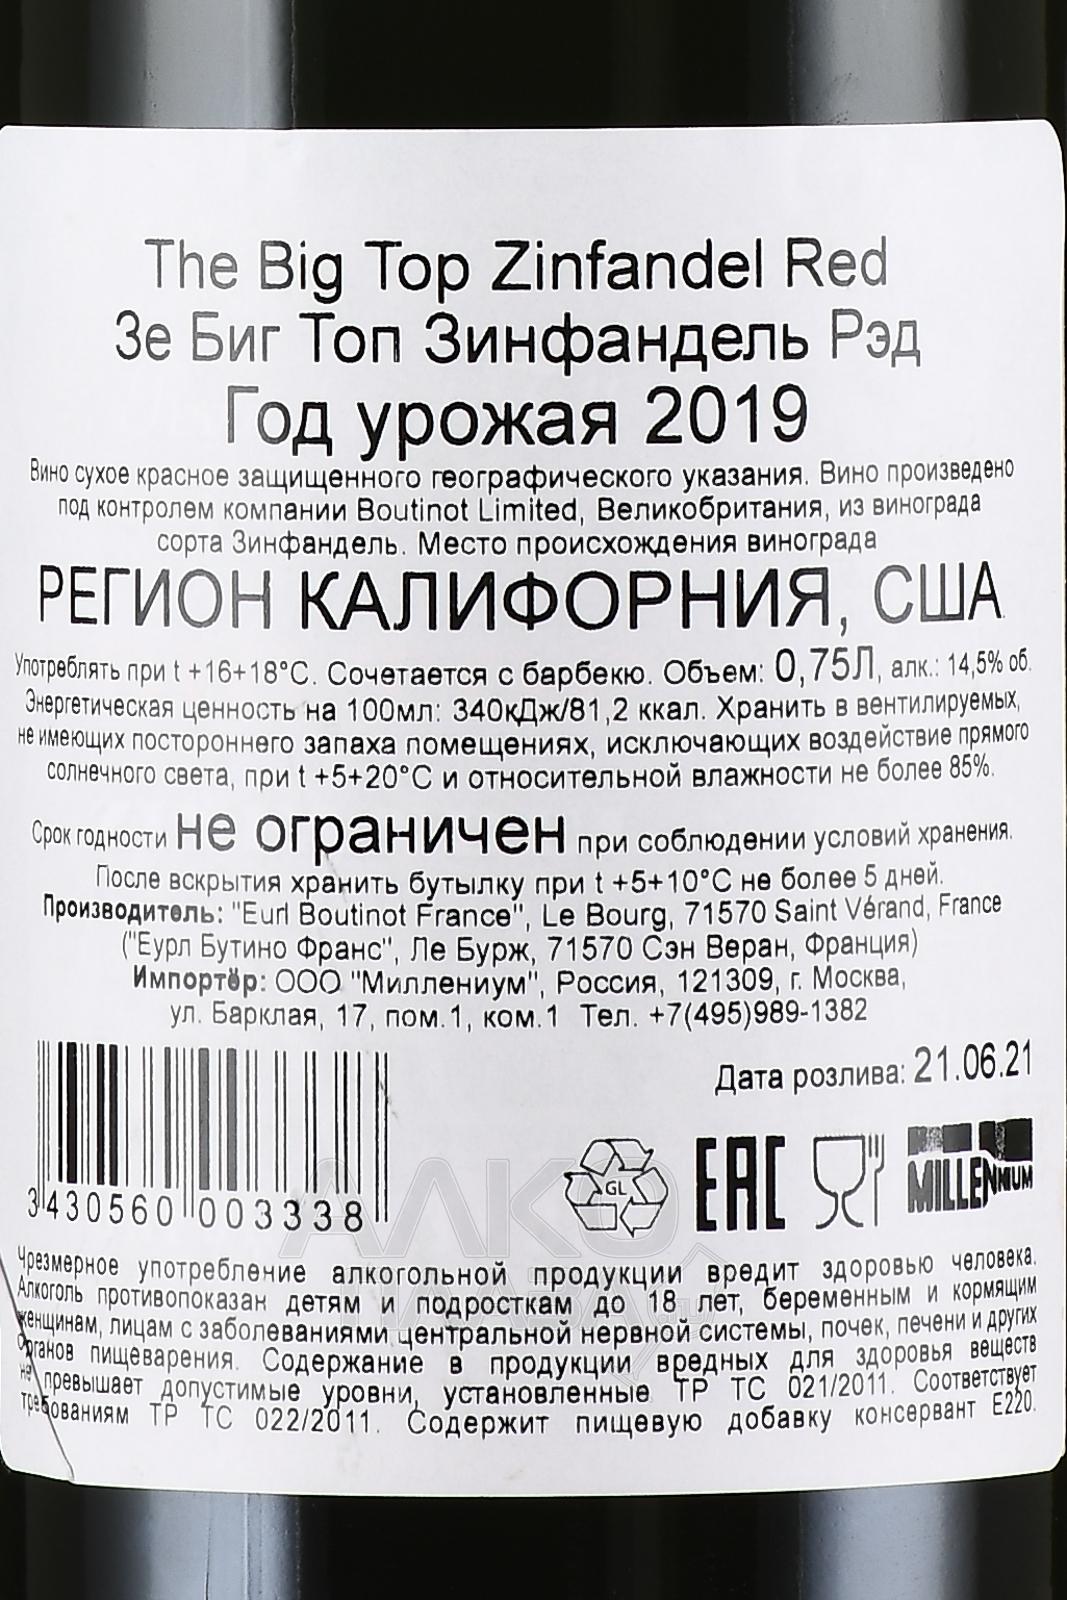 The Big Top Zinfandel Red
Зе Биг Топ Зинфандель Рэд
Год урожая 2019
Вино сухое красное защищенного географического указания. Вино произведено
под контролем компании Boutinot Limited, Великобритания, из винограда
сорта Зинфандель. Место происхождения винограда
РЕГИОН КАЛИФОРНИЯ, США
Употреблять при t +16+18°С. Сочетается с барбекю. Объем: 0,75Л, алк.: 14,5% об.
Энергетическая ценность на 100мл: 340кДж/81,2 ккал. Хранить в вентилируемых,
не имеющих постороннего запаха помещениях, исключающих воздействие прямого
солнечного света, при t +5+20°С и относительной влажности не более 85%.
Срок годности не ограничен при соблюдении условий хранения.
После вскрытия хранить бутылку при t +5+10°С не более 5 дней.
Производитель: "Eurl Boutinot France", Le Bourg, 71570 Saint Vérand, France
("Еурл Бутино Франс", Ле Бурж, 71570 Сэн Веран, Франция)
Импортёр: ООО "Миллениум", Россия, 121309, г. Москва,
ул. Барклая, 17, пом.1, ком.1 Тел. +7(495)989-1382
Дата розлива: 21.06.21
3 430560 003338
GL
EAC
MILLENNIUM
АЛКО
ПЛАЗА.ru
Чрезмерное употребление алкогольной продукции вредит здоровью человека.
Алкоголь противопоказан детям и подросткам до 18 лет, беременным и кормящим
женщинам, лицам с заболеваниями центральной нервной системы, почек, печени и других
органов пищеварения. Содержание в продукции вредных для здоровья веществ
не превышает допустимые уровни, установленные ТР ТС 021/2011. Соответствует
требованиям ТР ТС 022/2011. Содержит пищевую добавку консервант Е220.